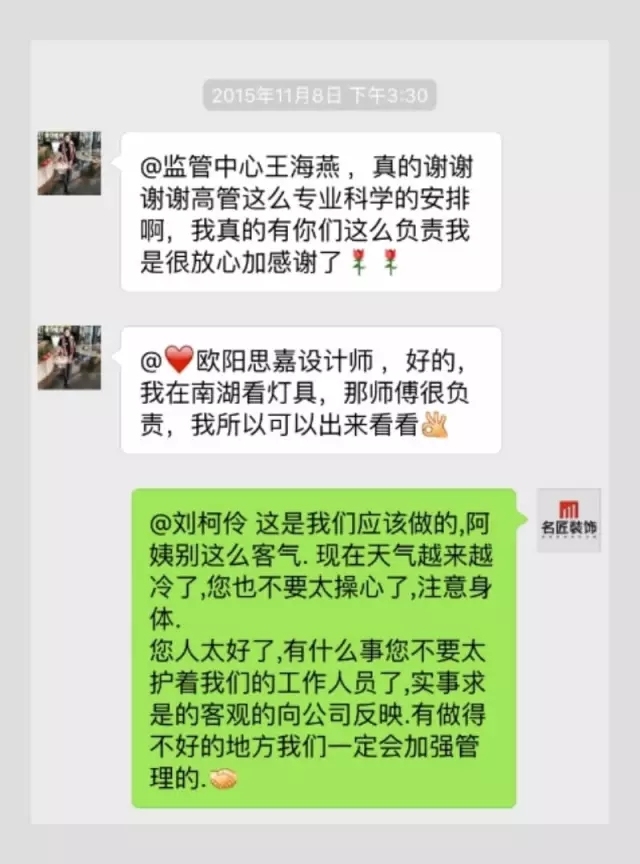 2015年11月8日 下午3:30
@监管中心王海燕 ，真的谢谢
谢谢高管这么专业科学的安排
啊，我真的有你们这么负责我
是很放心加感谢了🌹🌹
@❤️欧阳思嘉设计师 ，好的，
我在南湖看灯具，那师傅很负
责，我所以可以出来看看👌
@刘柯伶 这是我们应该做的,阿
姨别这么客气. 现在天气越来越
冷了,您也不要太操心了,注意身
体.
您人太好了,有什么事您不要太
护着我们的工作人员了,实事求
是的客观的向公司反映.有做得
不好的地方我们一定会加强管
理的.🤝
名匠装饰